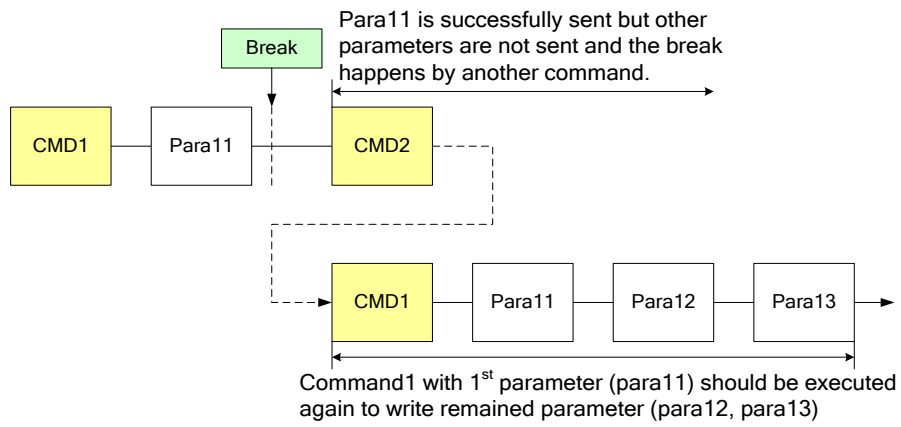 Para11 is successfully sent but other
parameters are not sent and the break
happens by another command.
Break
CMD1
Para11
CMD2
CMD1
Para11
Para12
Para13
Command1 with 1st parameter (para11) should be executed
again to write remained parameter (para12, para13)